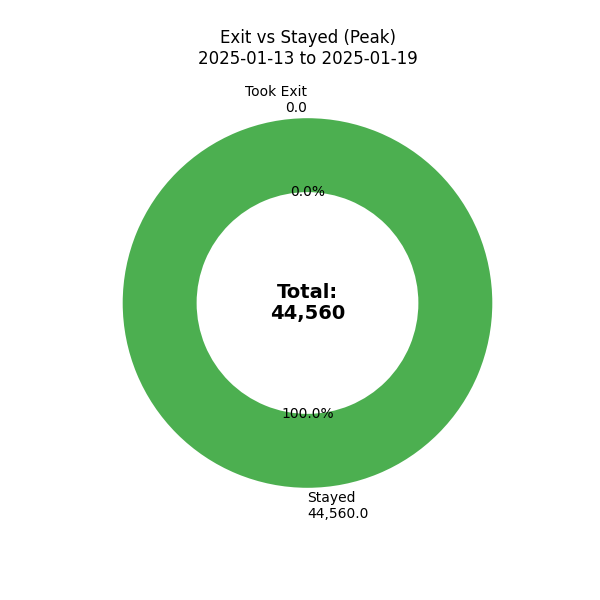 Exit vs Stayed (Peak)
2025-01-13 to 2025-01-19
Took Exit
0.0
0.0%
Total:
44,560
100.0%
Stayed
44,560.0